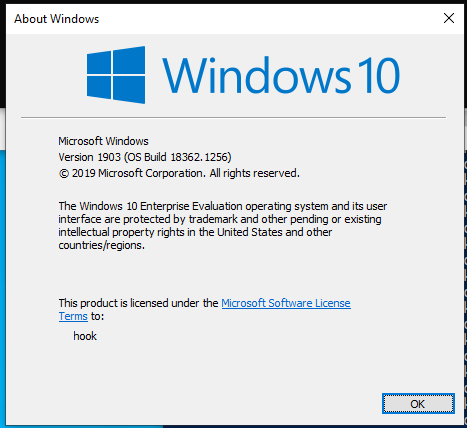 About Windows
Windows 10
Microsoft Windows
Version 1903 (OS Build 18362.1256)
© 2019 Microsoft Corporation. All rights reserved.
The Windows 10 Enterprise Evaluation operating system and its user
interface are protected by trademark and other pending or existing
intellectual property rights in the United States and other
countries/regions.
This product is licensed under the Microsoft Software License
Terms to:
hook
OK